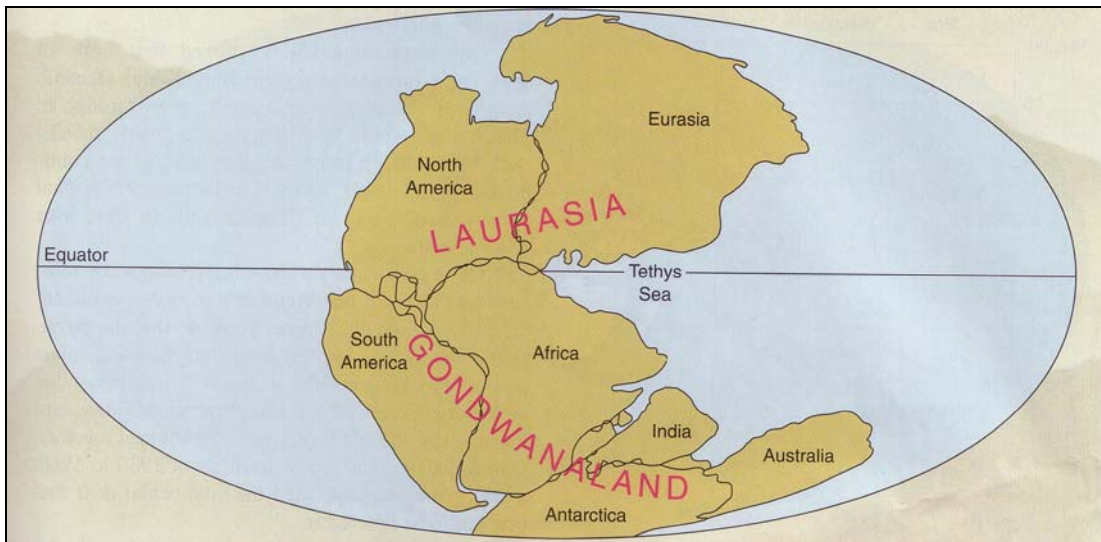 Eurasia
North
America
LAURASIA
Equator
Tethys
Sea
South
America
Africa
GONDWANALAND
India
Australia
Antarctica